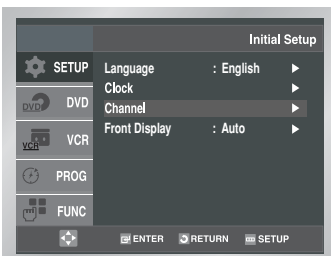 Initial Setup
SETUP
Language : English ►
Clock ►
DVD DVD
Channel ►
Front Display : Auto ►
VCR VCR
PROG
FUNC
ENTER RETURN SETUP